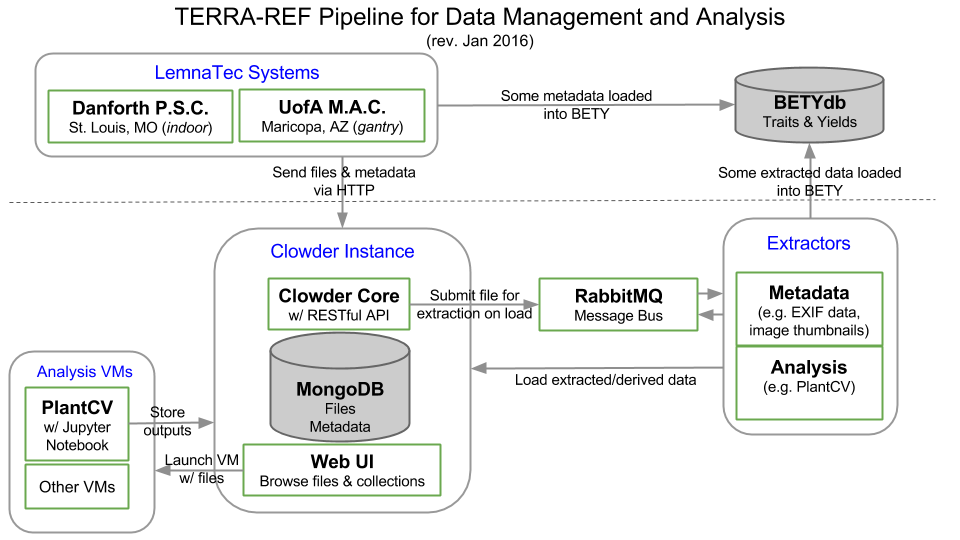 TERRA-REF Pipeline for Data Management and Analysis
(rev. Jan 2016)
LemnaTec Systems
Danforth P.S.C.
St. Louis, MO (indoor)
UofA M.A.C.
Maricopa, AZ (gantry)
Some metadata loaded
into BETY
BETYdb
Traits & Yields
Send files & metadata
via HTTP
Some extracted data loaded
into BETY
Clowder Instance
Clowder Core
w/ RESTful API
Submit file for
extraction on load
RabbitMQ
Message Bus
Extractors
Metadata
(e.g. EXIF data,
image thumbnails)
Analysis
(e.g. PlantCV)
Load extracted/derived data
MongoDB
Files
Metadata
Web UI
Browse files & collections
Analysis VMs
PlantCV
w/ Jupyter
Notebook
Other VMs
Store
outputs
Launch VM
w/ files